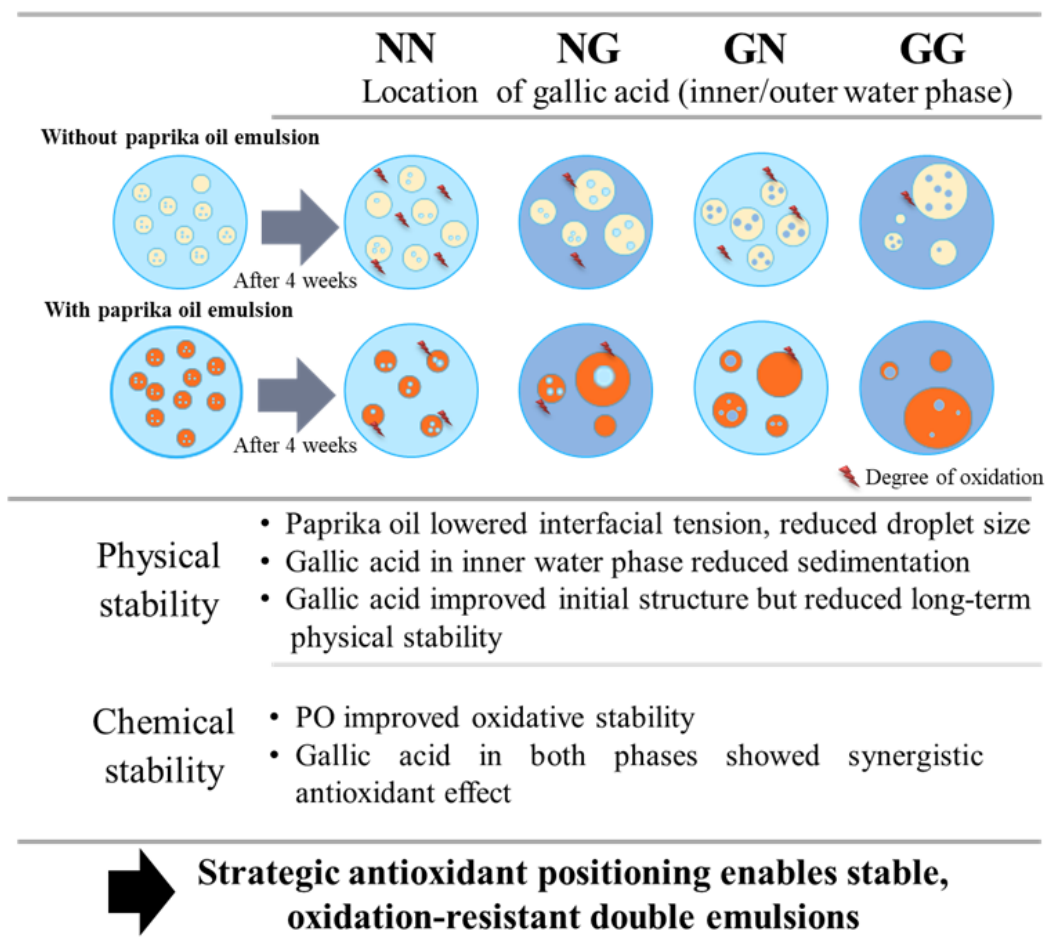 NN NG GN GG
Location of gallic acid (inner/outer water phase)
Without paprika oil emulsion
After 4 weeks
With paprika oil emulsion
After 4 weeks
Degree of oxidation
Physical stability
• Paprika oil lowered interfacial tension, reduced droplet size
• Gallic acid in inner water phase reduced sedimentation
• Gallic acid improved initial structure but reduced long-term
physical stability
Chemical stability
• PO improved oxidative stability
• Gallic acid in both phases showed synergistic
antioxidant effect
Strategic antioxidant positioning enables stable,
oxidation-resistant double emulsions